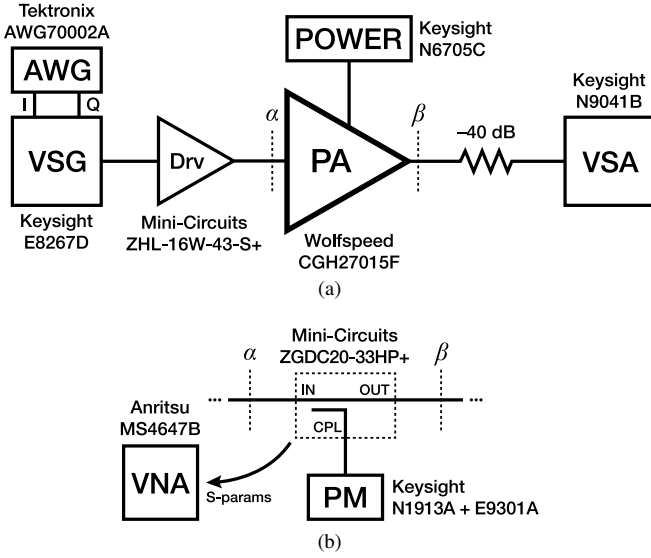 Tektronix
AWG70002A
AWG
I
Q
VSG
Keysight
E8267D
Drv
Mini-Circuits
ZHL-16W-43-S+
α
POWER
Keysight
N6705C
PA
Wolfspeed
CGH27015F
β
–40 dB
Keysight
N9041B
VSA
(a)
Mini-Circuits
ZGDC20-33HP+
α
β
IN
OUT
CPL
...
...
Anritsu
MS4647B
VNA
S-params
PM
Keysight
N1913A + E9301A
(b)